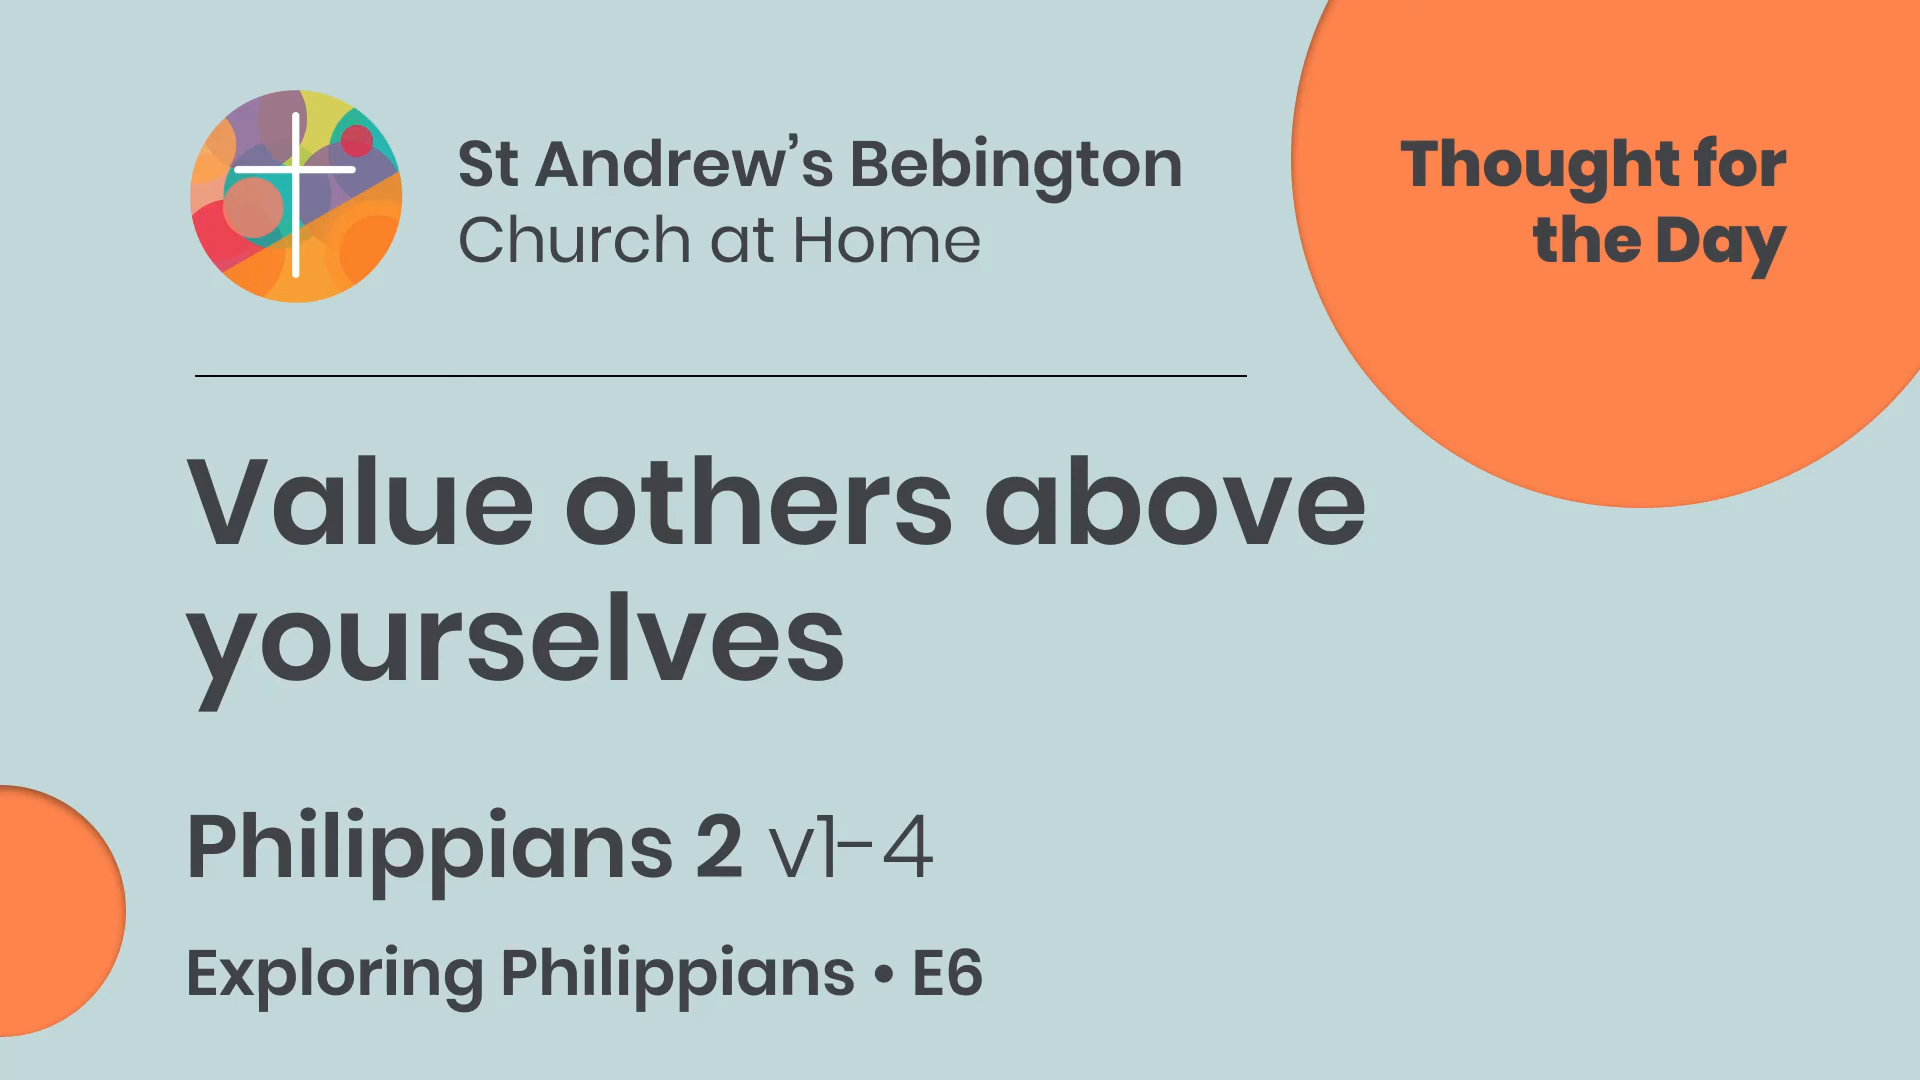 St Andrew’s Bebington
Church at Home
Thought for
the Day
Value others above
yourselves
Philippians 2 v1–4
Exploring Philippians • E6